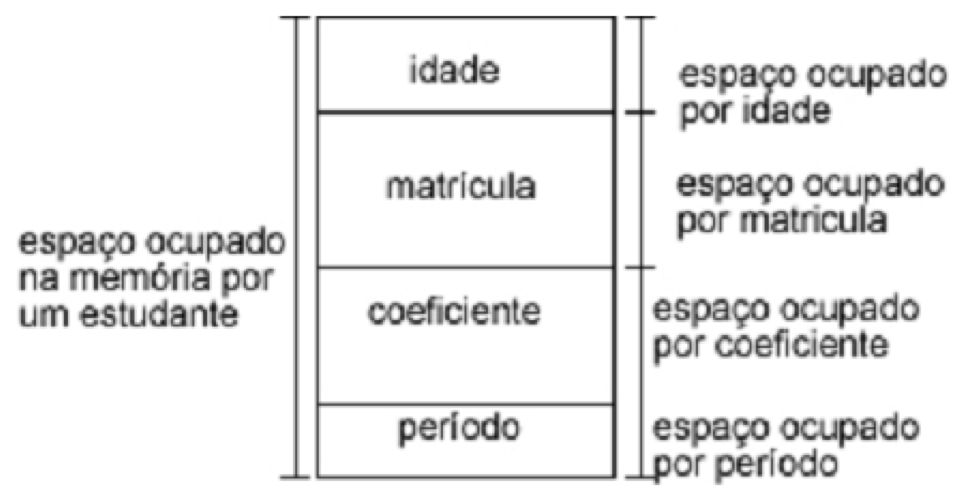 idade
espaço ocupado
por idade
matrícula
espaço ocupado
por matricula
espaço ocupado
na memória por
um estudante
coeficiente
espaço ocupado
por coeficiente
período
espaço ocupado
por período